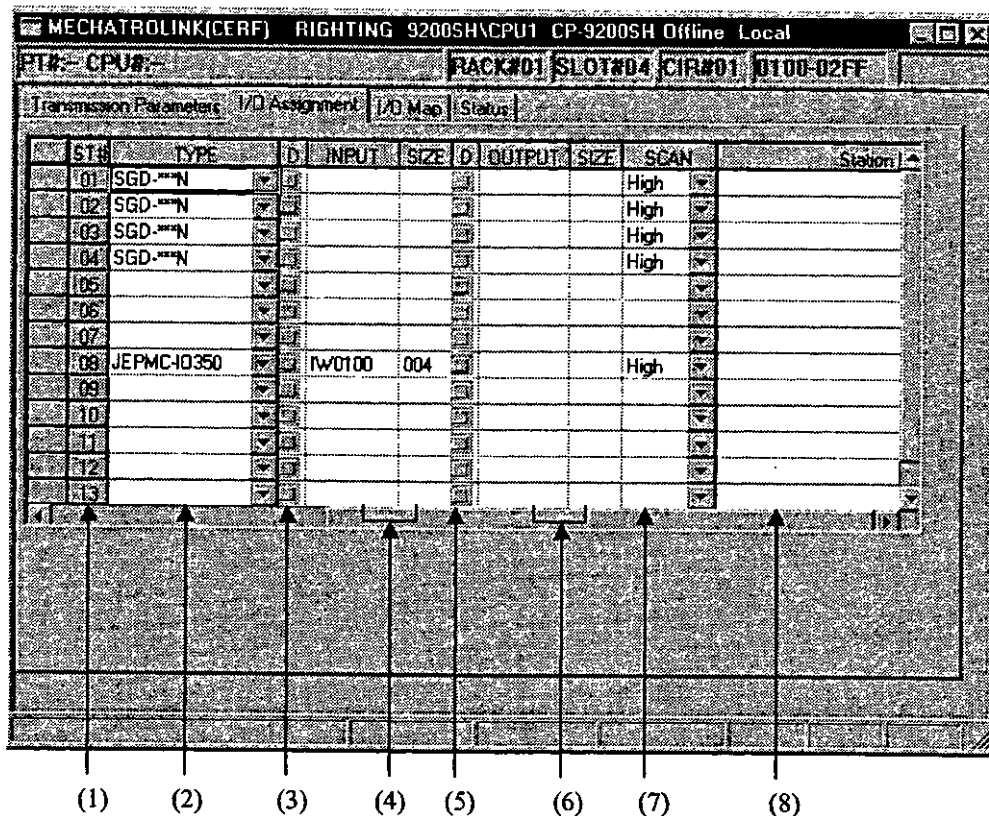 MECHATROLINK(CERF) RIGHTING 9200SH\CPU1 CP-9200SH Offline Local
PT#:- CPU#:- RACK#01 SLOT#04 CIR#01 0100-02FF
Transmission Parameters I/O Assignment I/O Map Status
ST# TYPE D INPUT SIZE D OUTPUT SIZE SCAN Station
01 SGD-***N High
02 SGD-***N High
03 SGD-***N High
04 SGD-***N High
05
06
07
08 JEPMC-IO350 IW0100 004 High
09
10
11
12
13
(1) (2) (3) (4) (5) (6) (7) (8)